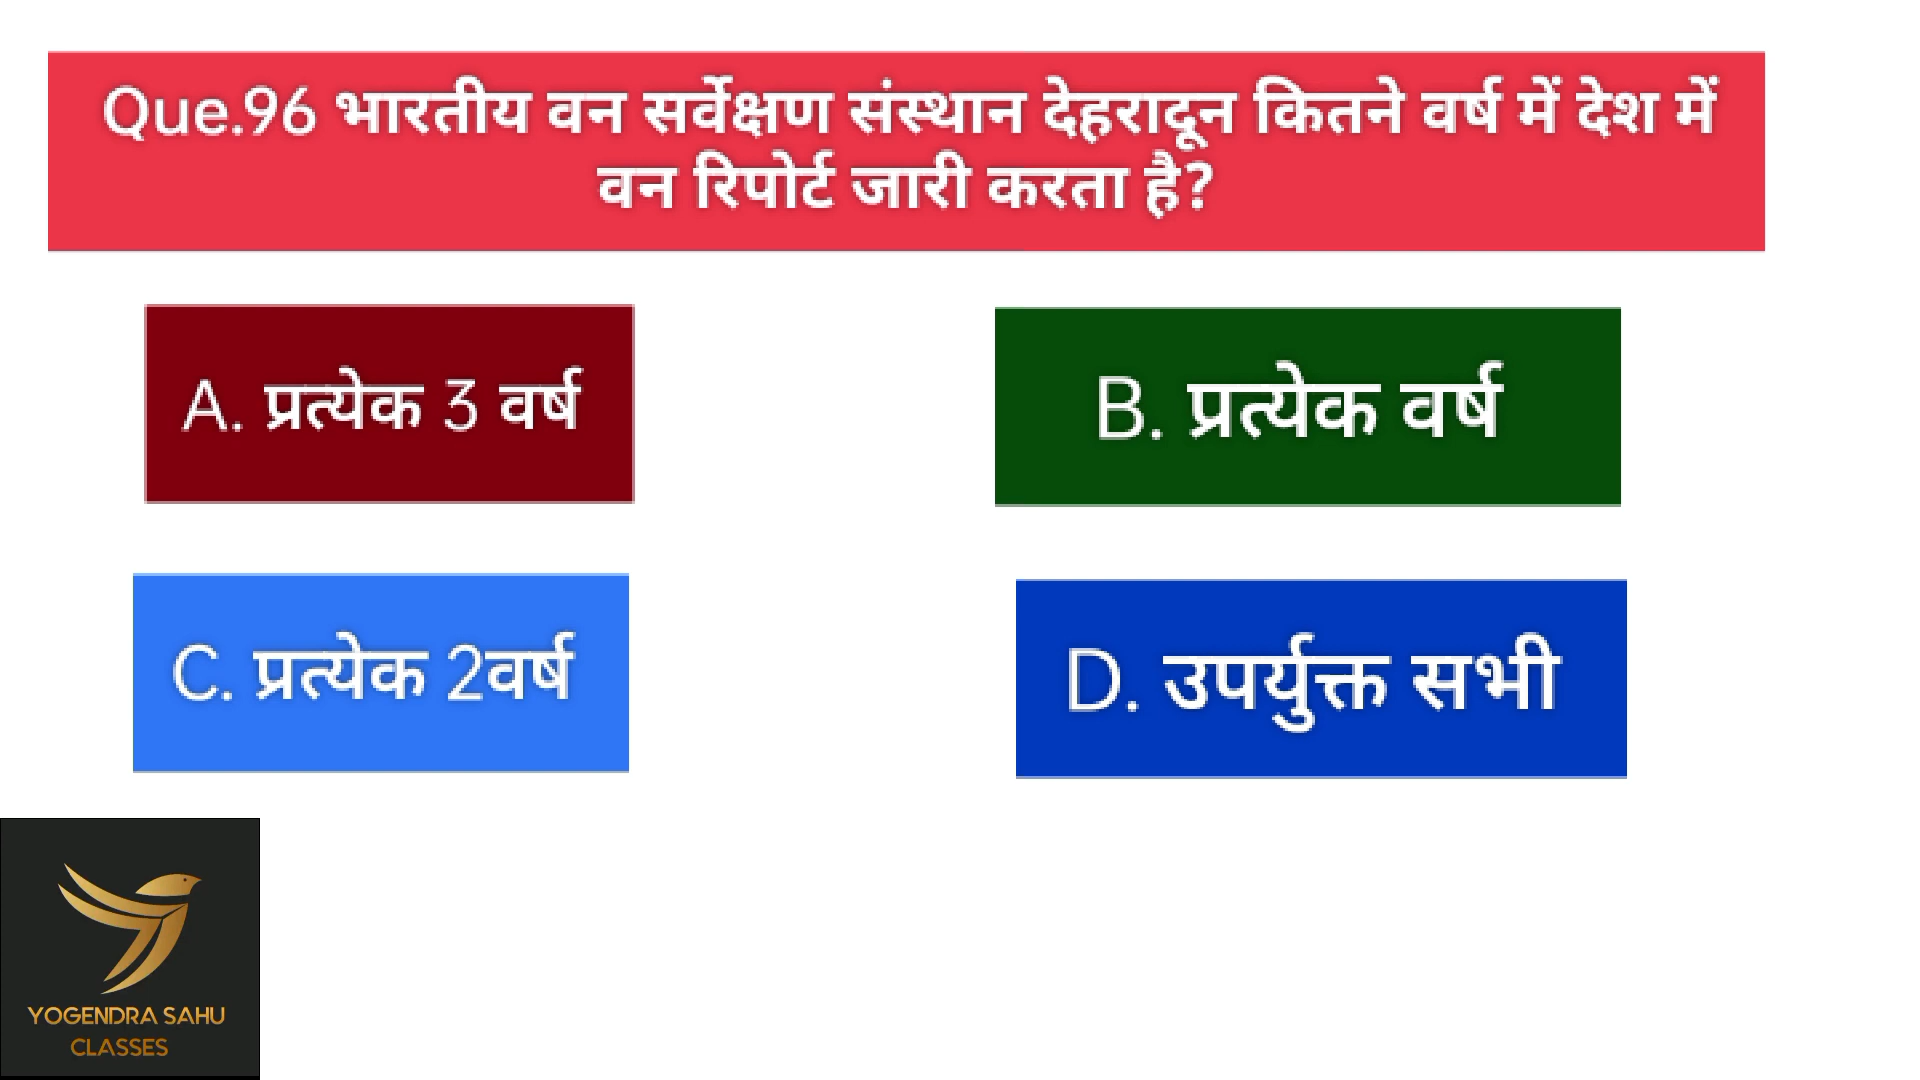 Que.96 भारतीय वन सर्वेक्षण संस्थान देहरादून कितने वर्ष में देश में
वन रिपोर्ट जारी करता है?
A. प्रत्येक 3 वर्ष
B. प्रत्येक वर्ष
C. प्रत्येक 2वर्ष
D. उपर्युक्त सभी
YOGENDRA SAHU
CLASSES